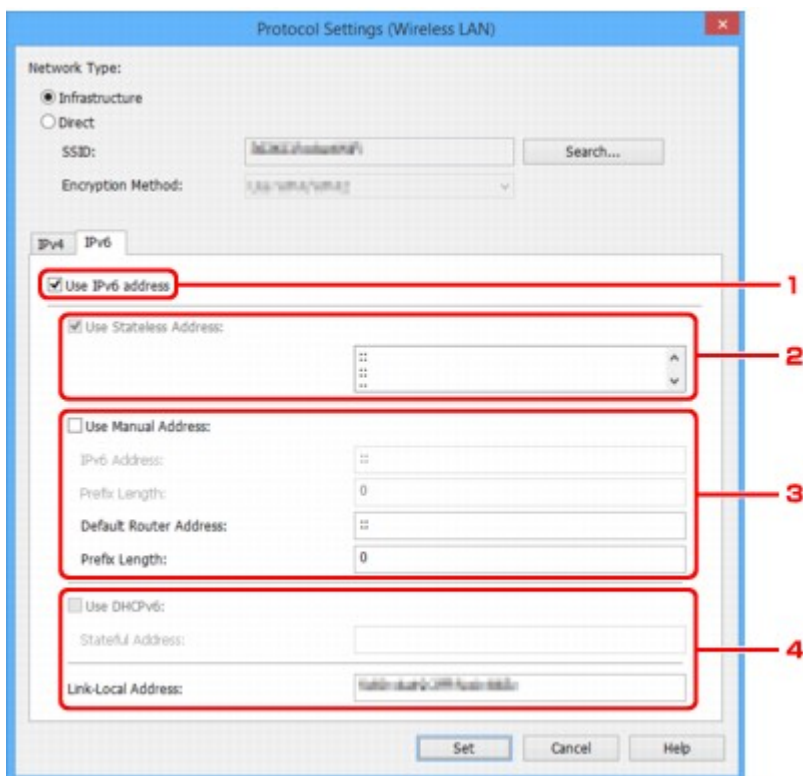 Protocol Settings (Wireless LAN)
Network Type:
Infrastructure
Direct
SSID:
Search...
Encryption Method:
IPv4 IPv6
Use IPv6 address
1
Use Stateless Address:
::
::
::
2
Use Manual Address:
IPv6 Address: ::
Prefix Length: 0
3
Default Router Address: ::
Prefix Length: 0
Use DHCPv6:
Stateful Address:
4
Link-Local Address:
Set Cancel Help